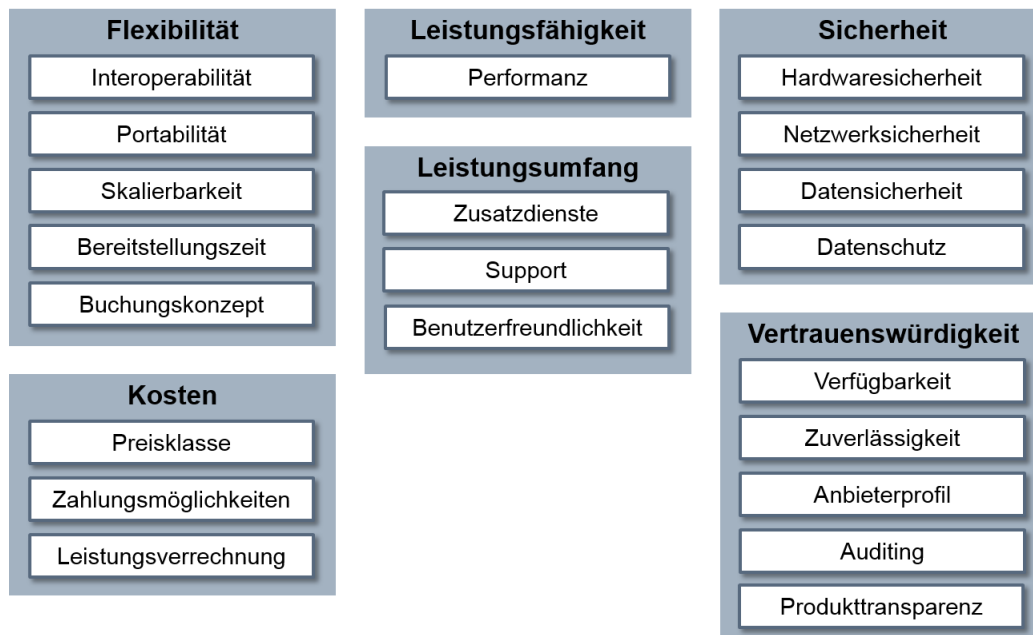 Flexibilität
Interoperabilität
Portabilität
Skalierbarkeit
Bereitstellungszeit
Buchungskonzept
Kosten
Preisklasse
Zahlungsmöglichkeiten
Leistungsverrechnung
Leistungsfähigkeit
Performanz
Leistungsumfang
Zusatzdienste
Support
Benutzerfreundlichkeit
Sicherheit
Hardwaresicherheit
Netzwerksicherheit
Datensicherheit
Datenschutz
Vertrauenswürdigkeit
Verfügbarkeit
Zuverlässigkeit
Anbieterprofil
Auditing
Produkttransparenz